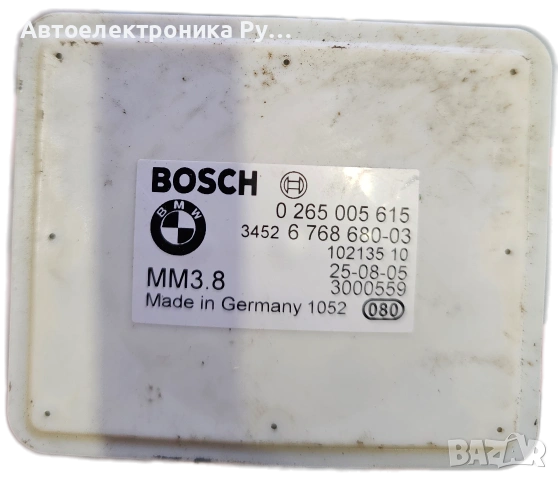 Автоелектроника Ру...
BOSCH
0 265 005 615
BMW
3452 6 768 680-03
102135 10
MM3.8
25-08-05
3000559
Made in Germany 1052
080
BAZAR